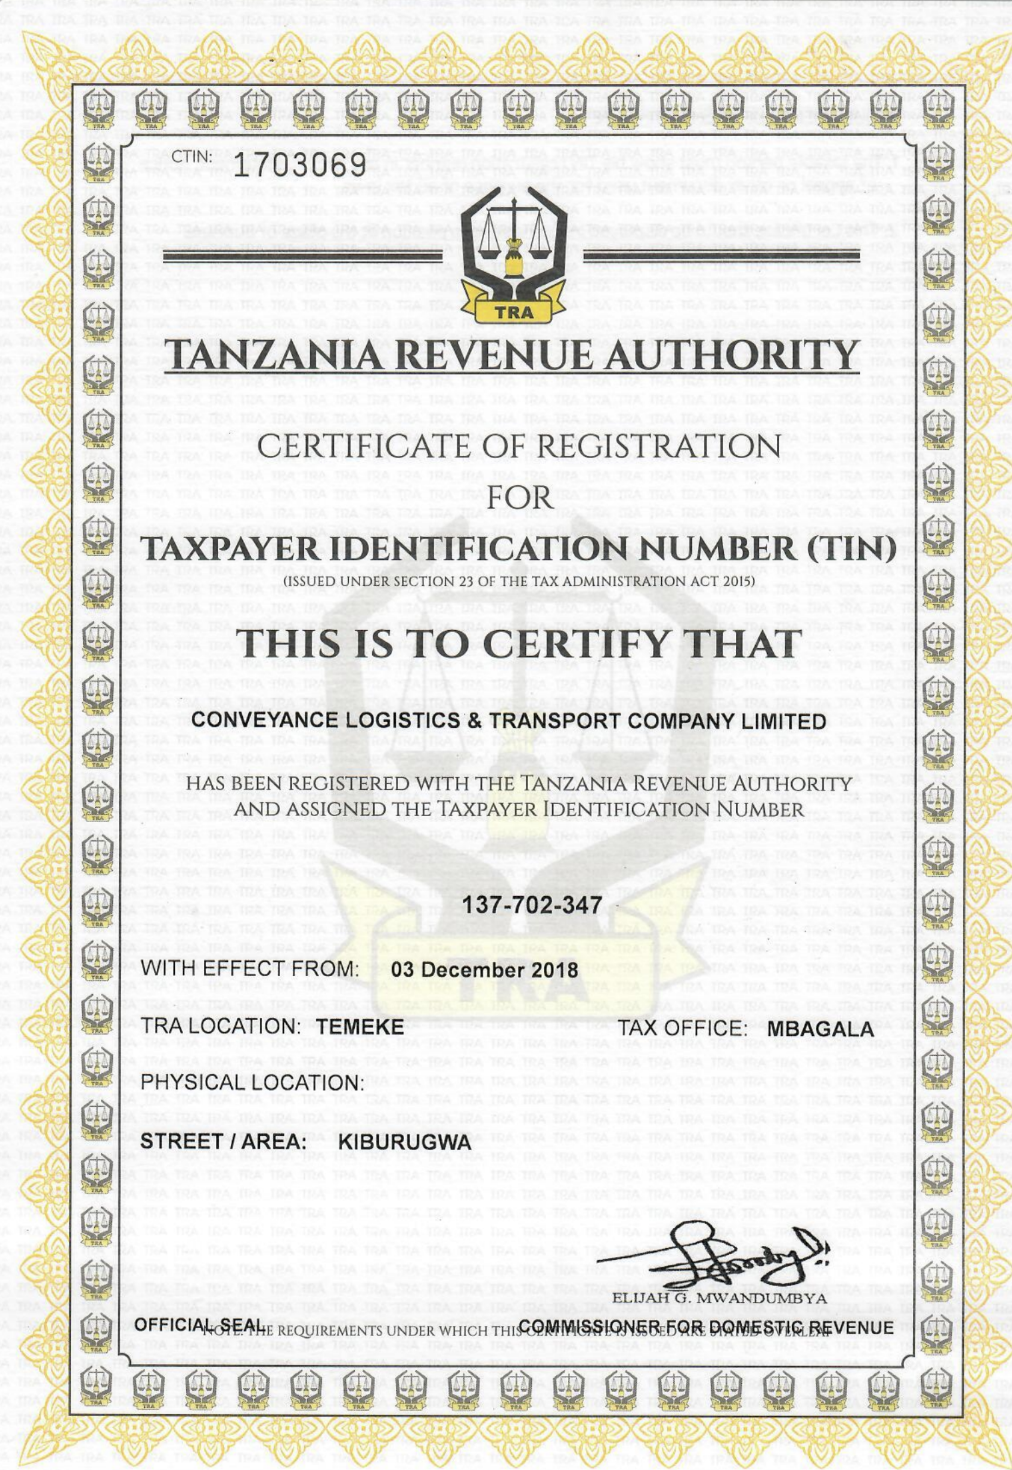 CTIN: 1703069
TRA
TANZANIA REVENUE AUTHORITY
CERTIFICATE OF REGISTRATION
FOR
TAXPAYER IDENTIFICATION NUMBER (TIN)
(ISSUED UNDER SECTION 23 OF THE TAX ADMINISTRATION ACT 2015)
THIS IS TO CERTIFY THAT
CONVEYANCE LOGISTICS & TRANSPORT COMPANY LIMITED
HAS BEEN REGISTERED WITH THE TANZANIA REVENUE AUTHORITY
AND ASSIGNED THE TAXPAYER IDENTIFICATION NUMBER
137-702-347
WITH EFFECT FROM: 03 December 2018
TRA LOCATION: TEMEKE TAX OFFICE: MBAGALA
PHYSICAL LOCATION:
STREET / AREA: KIBURUGWA
ELIJAH G. MWANDUMBYA
OFFICIAL SEAL COMMISSIONER FOR DOMESTIC REVENUE
NOTE: THE REQUIREMENTS UNDER WHICH THIS CERTIFICATE IS ISSUED ARE STATED OVERLEAF